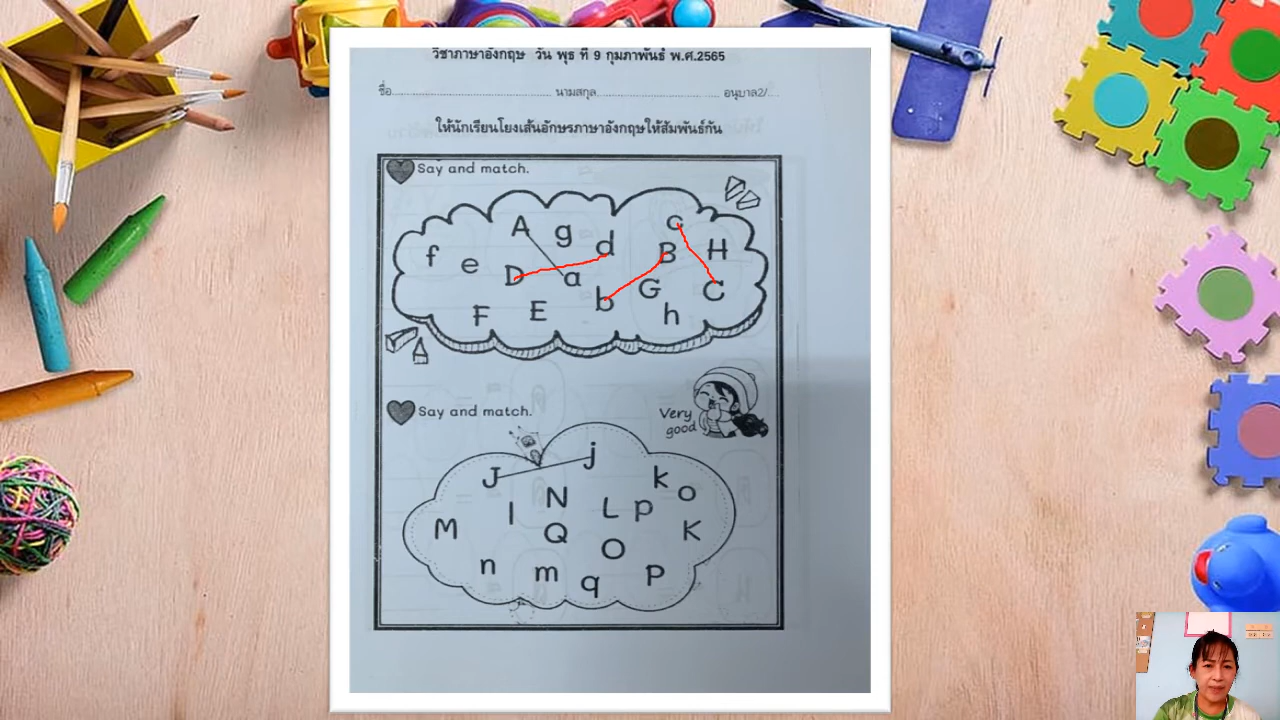 วิชาภาษาอังกฤษ วัน พุธ ที่ 9 กุมภาพันธ์ พ.ศ.2565
ชื่อ.................................................. นามสกุล........................................ อนุบาล2/....
ให้นักเรียนโยงเส้นอักษรภาษาอังกฤษให้สัมพันธ์กัน
Say and match.
A g d c
f e B H
D a b G C
F E h
Say and match.
Very
good
J j k o
l N L p
M Q O K
n m q P